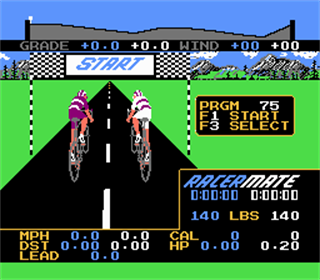 GRADE +0.0 +0.0 WIND +00 +00
START
PRGM 75
F1 START
F3 SELECT
RACERMATE
0:00:00 0:00:00
140 LBS 140
MPH 0.0 0.0 CAL 0 0
DST 0.00 0.00 HP 0.00 0.20
LEAD 0.0